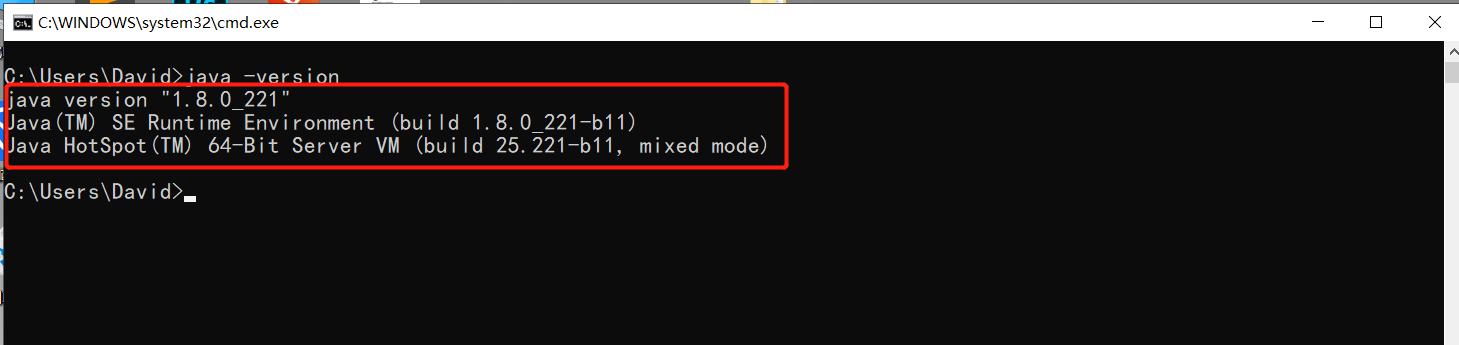 C:\WINDOWS\system32\cmd.exe
C:\Users\David>java -version
java version "1.8.0_221"
Java(TM) SE Runtime Environment (build 1.8.0_221-b11)
Java HotSpot(TM) 64-Bit Server VM (build 25.221-b11, mixed mode)
C:\Users\David>